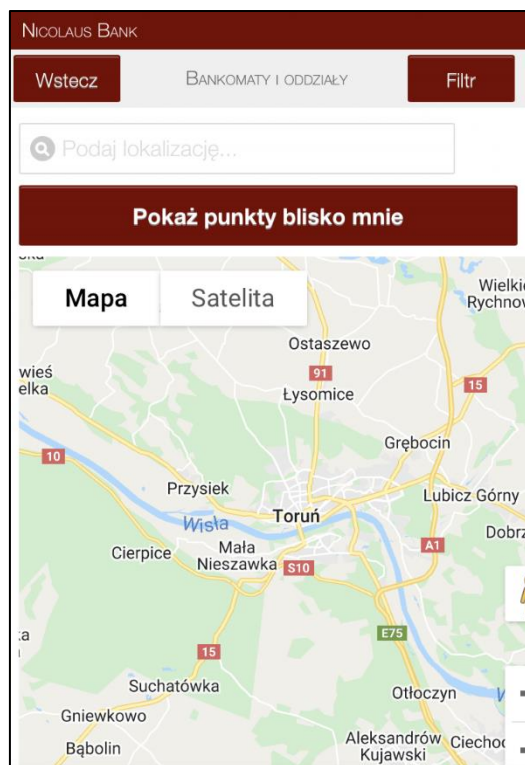 Nicolaus Bank
Wstecz
Bankomaty i oddziały
Filtr
Podaj lokalizację...
Pokaż punkty blisko mnie
Mapa
Satelita
Ostaszewo
91
Łysomice
15
Grębocin
10
Przysiek
Lubicz Górny
Wisła
Toruń
Cierpice
Mała
Nieszawka
S10
A1
E75
15
Suchatówka
Otłoczyn
Gniewkowo
Bąbolin
Aleksandrów
Kujawski